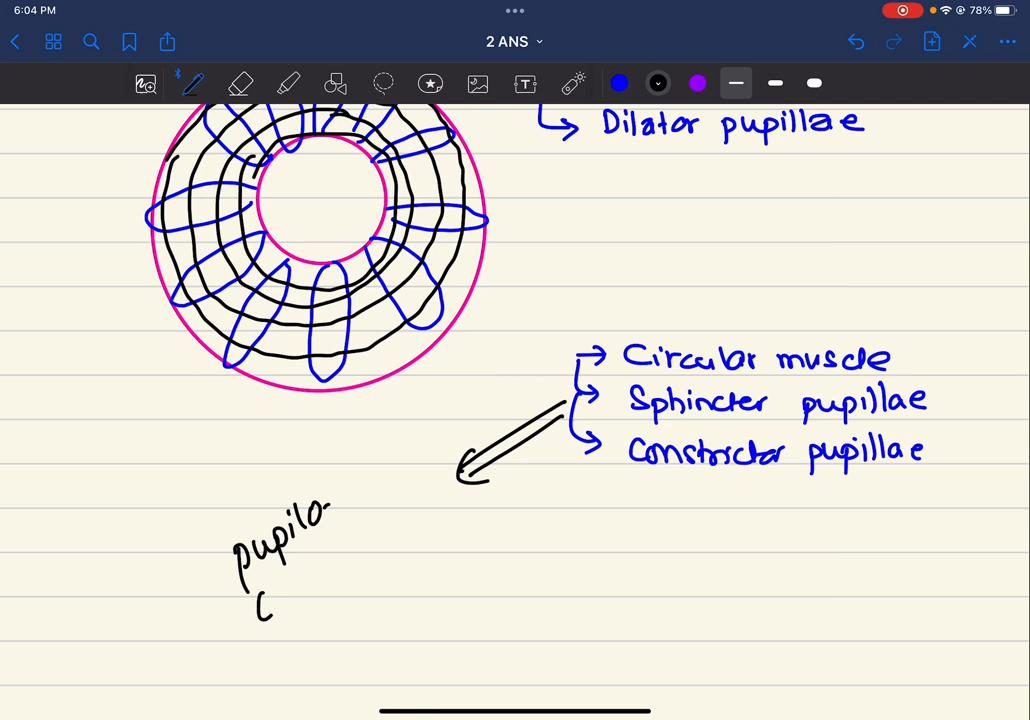 6:04 PM
78%
2 ANS
T
Dilator pupillae
Circular muscle
Sphincter pupillae
Constrictor pupillae
pupilo
C